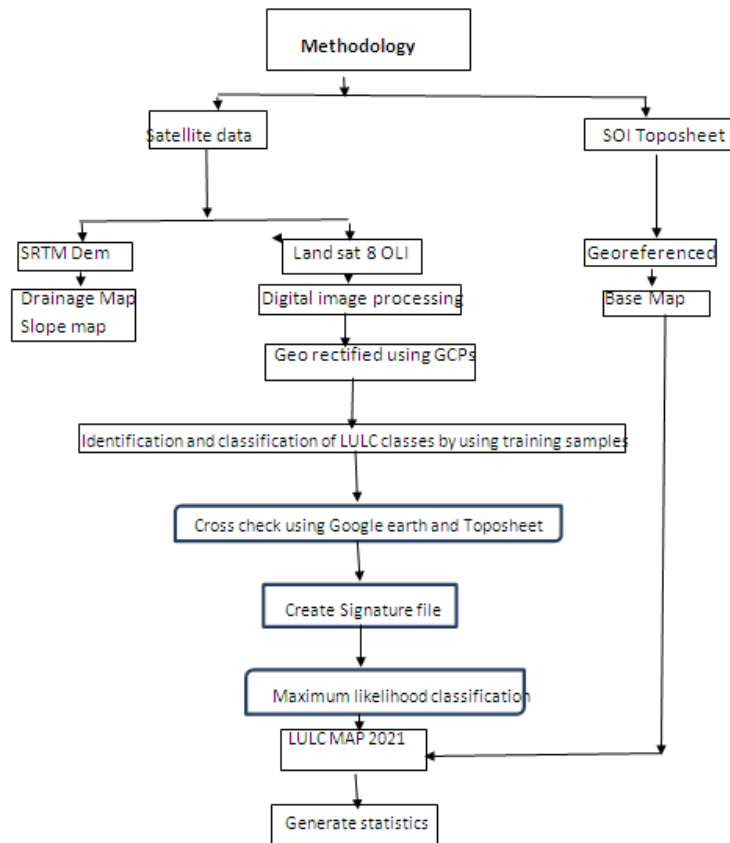 Methodology
Satellite data
SOI Toposheet
SRTM Dem
Land sat 8 OLI
Georeferenced
Drainage Map
Slope map
Digital image processing
Base Map
Geo rectified using GCPs
Identification and classification of LULC classes by using training samples
Cross check using Google earth and Toposheet
Create Signature file
Maximum likelihood classification
LULC MAP 2021
Generate statistics